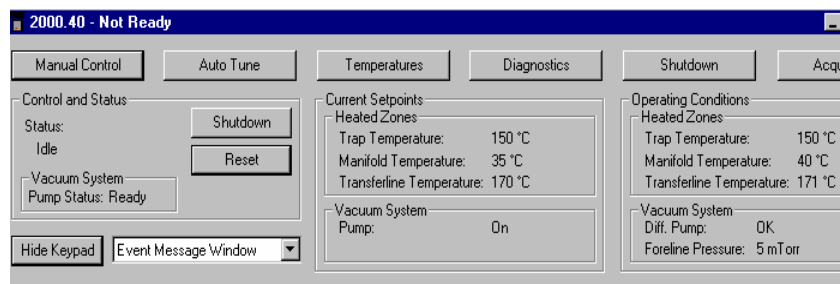 2000.40 - Not Ready
Manual Control Auto Tune Temperatures Diagnostics Shutdown Acqu
Control and Status
Status:
Idle
Shutdown
Reset
Vacuum System
Pump Status: Ready
Hide Keypad Event Message Window
Current Setpoints
Heated Zones
Trap Temperature: 150 °C
Manifold Temperature: 35 °C
Transferline Temperature: 170 °C
Vacuum System
Pump: On
Operating Conditions
Heated Zones
Trap Temperature: 150 °C
Manifold Temperature: 40 °C
Transferline Temperature: 171 °C
Vacuum System
Diff. Pump: OK
Foreline Pressure: 5 mTorr